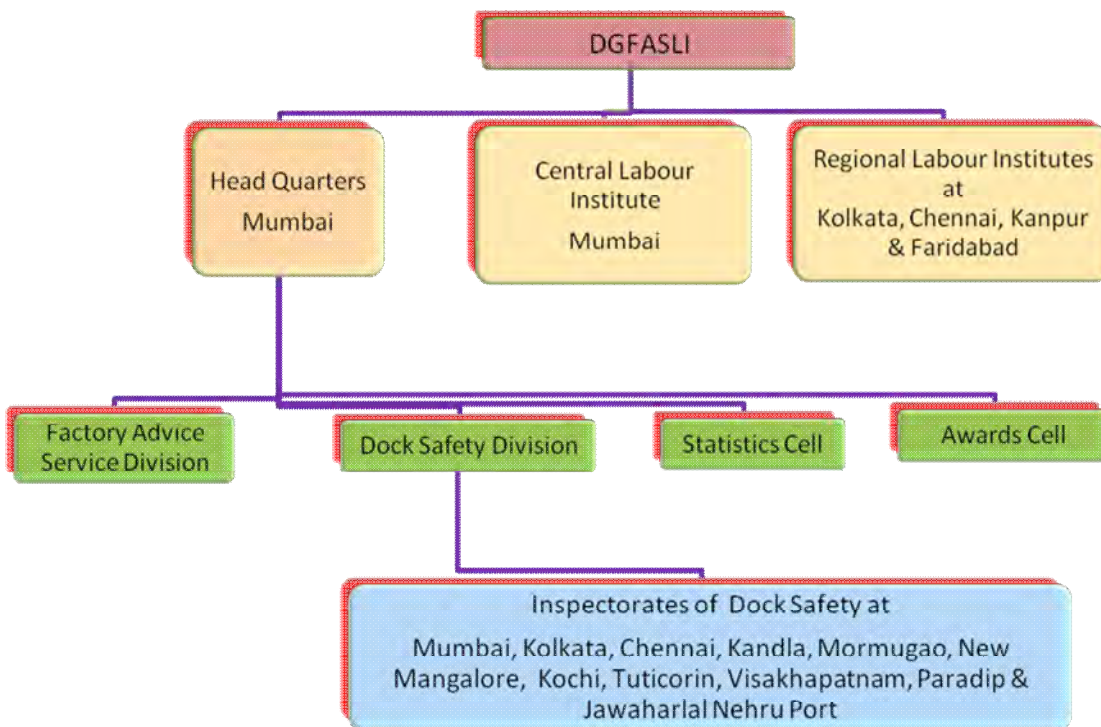 DGFASLI
Head Quarters
Mumbai
Central Labour
Institute
Mumbai
Regional Labour Institutes
at
Kolkata, Chennai, Kanpur
& Faridabad
Factory Advice
Service Division
Dock Safety Division
Statistics Cell
Awards Cell
Inspectorates of Dock Safety at
Mumbai, Kolkata, Chennai, Kandla, Mormugao, New
Mangalore, Kochi, Tuticorin, Visakhapatnam, Paradip &
Jawaharlal Nehru Port